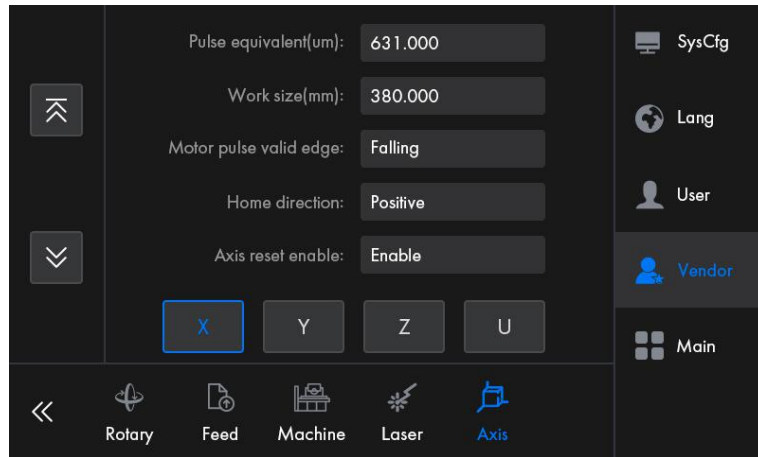 Pulse equivalent(um): 631.000
Work size(mm): 380.000
Motor pulse valid edge: Falling
Home direction: Positive
Axis reset enable: Enable
X Y Z U
Rotary Feed Machine Laser Axis
SysCfg
Lang
User
Vendor
Main